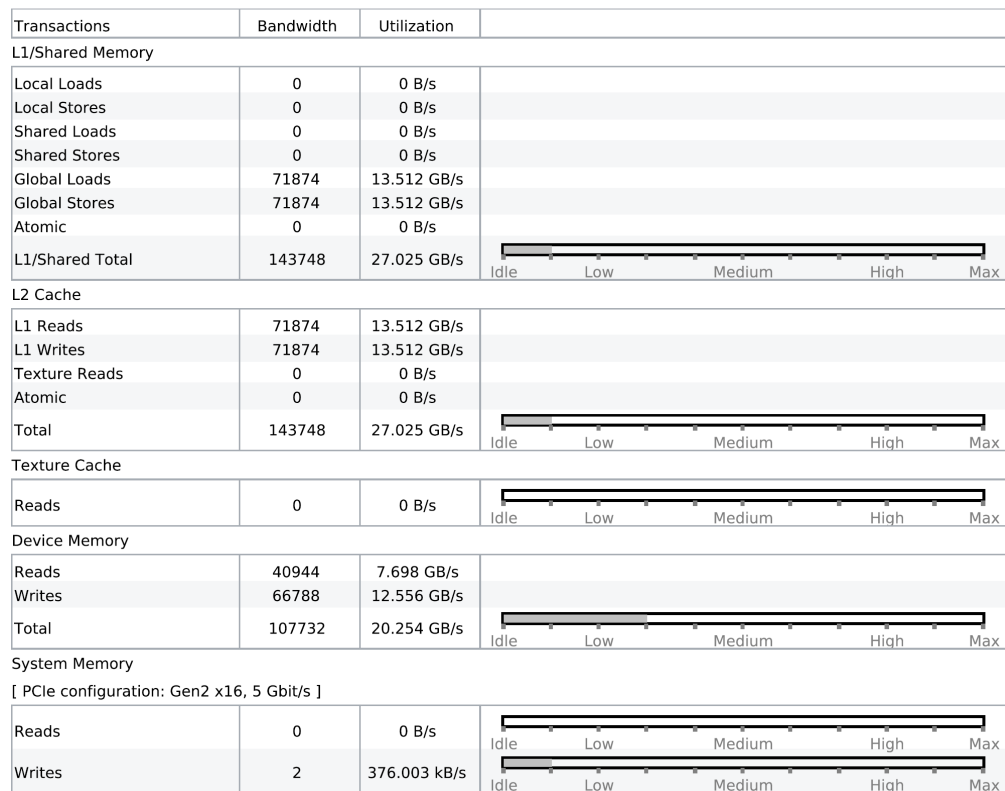 Transactions Bandwidth Utilization
L1/Shared Memory
Local Loads 0 0 B/s
Local Stores 0 0 B/s
Shared Loads 0 0 B/s
Shared Stores 0 0 B/s
Global Loads 71874 13.512 GB/s
Global Stores 71874 13.512 GB/s
Atomic 0 0 B/s
L1/Shared Total 143748 27.025 GB/s
Idle Low Medium High Max
L2 Cache
L1 Reads 71874 13.512 GB/s
L1 Writes 71874 13.512 GB/s
Texture Reads 0 0 B/s
Atomic 0 0 B/s
Total 143748 27.025 GB/s
Idle Low Medium High Max
Texture Cache
Reads 0 0 B/s
Idle Low Medium High Max
Device Memory
Reads 40944 7.698 GB/s
Writes 66788 12.556 GB/s
Total 107732 20.254 GB/s
Idle Low Medium High Max
System Memory
[ PCIe configuration: Gen2 x16, 5 Gbit/s ]
Reads 0 0 B/s
Idle Low Medium High Max
Writes 2 376.003 kB/s
Idle Low Medium High Max